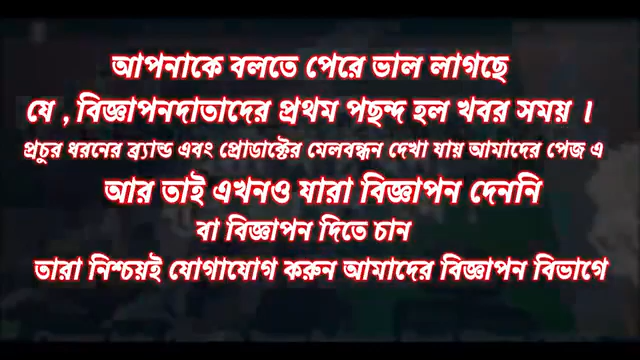 আপনাকে বলতে পেরে ভাল লাগছে
যে , বিজ্ঞাপনদাতাদের প্রথম পছন্দ হল খবর সময় ।
প্রচুর ধরনের ব্র্যান্ড এবং প্রোডাক্টের মেলবন্ধন দেখা যায় আমাদের পেজ এ
আর তাই এখনও যারা বিজ্ঞাপন দেননি
বা বিজ্ঞাপন দিতে চান
তারা নিশ্চয়ই যোগাযোগ করুন আমাদের বিজ্ঞাপন বিভাগে